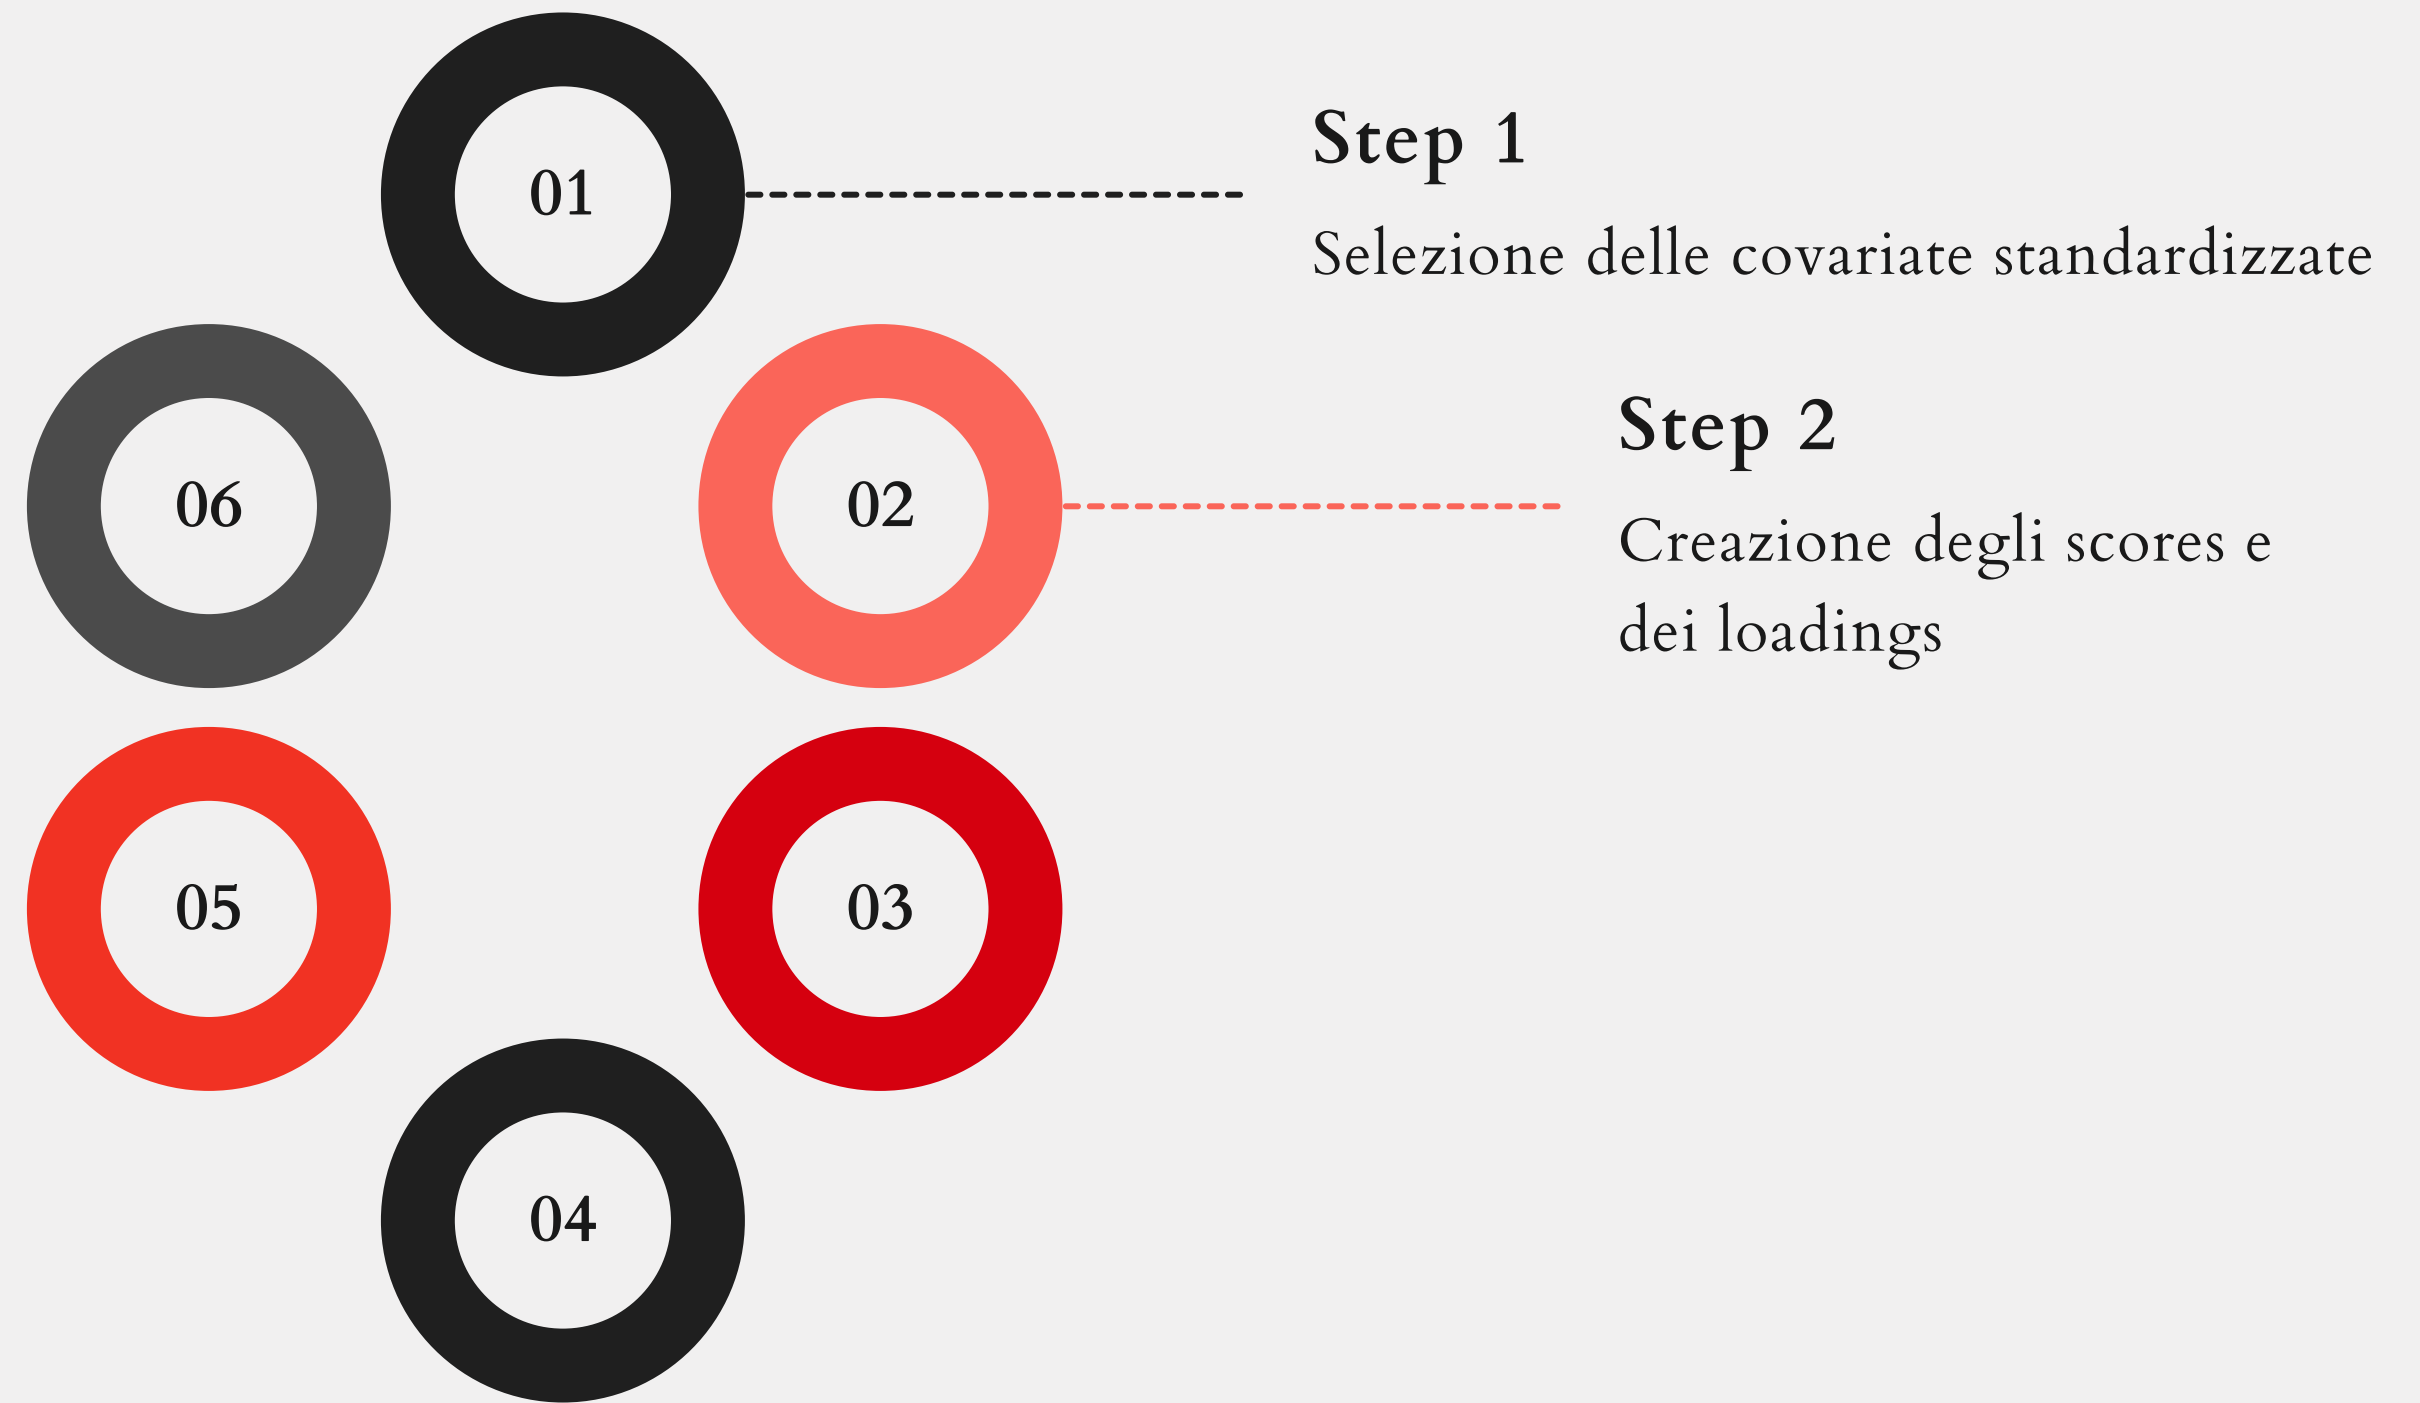 01
Step 1
Selezione delle covariate standardizzate
06
02
Step 2
Creazione degli scores e
dei loadings
05
03
04